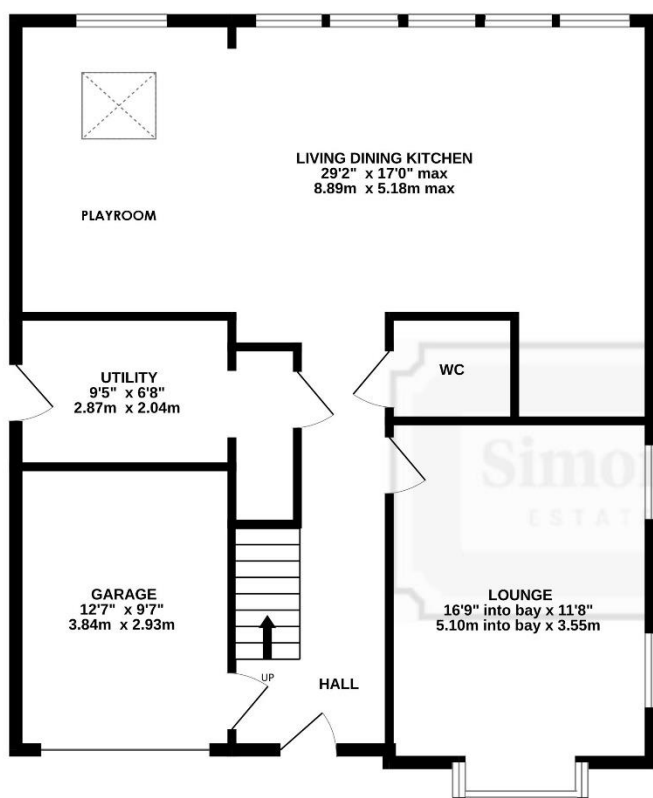 LIVING DINING KITCHEN
29'2" x 17'0" max
8.89m x 5.18m max
PLAYROOM
UTILITY
9'5" x 6'8"
2.87m x 2.04m
WC
Simon
ESTATE
GARAGE
12'7" x 9'7"
3.84m x 2.93m
LOUNGE
16'9" into bay x 11'8"
5.10m into bay x 3.55m
UP
HALL